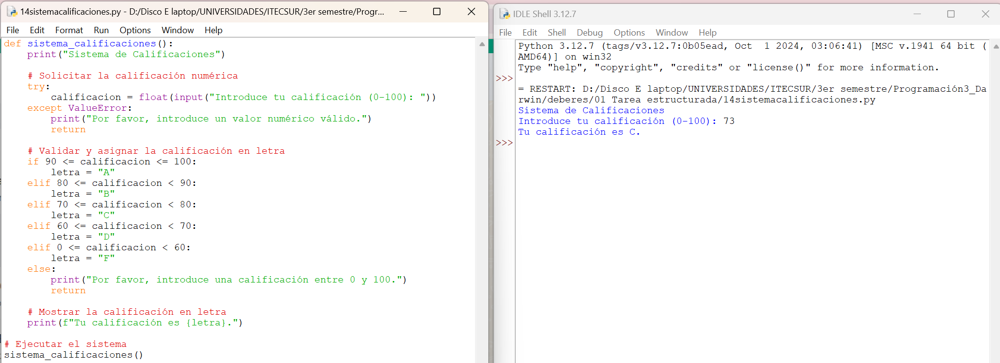 14sistemacalificaciones.py - D:/Disco E laptop/UNIVERSIDADES/ITECSUR/3er semestre/Progr...
File Edit Format Run Options Window Help
def sistema_calificaciones():
    print("Sistema de Calificaciones")

    # Solicitar la calificación numérica
    try:
        calificacion = float(input("Introduce tu calificación (0-100): "))
    except ValueError:
        print("Por favor, introduce un valor numérico válido.")
        return

    # Validar y asignar la calificación en letra
    if 90 <= calificacion <= 100:
        letra = "A"
    elif 80 <= calificacion < 90:
        letra = "B"
    elif 70 <= calificacion < 80:
        letra = "C"
    elif 60 <= calificacion < 70:
        letra = "D"
    elif 0 <= calificacion < 60:
        letra = "F"
    else:
        print("Por favor, introduce una calificación entre 0 y 100.")
        return

    # Mostrar la calificación en letra
    print(f"Tu calificación es {letra}.")

# Ejecutar el sistema
sistema_calificaciones()
IDLE Shell 3.12.7
File Edit Shell Debug Options Window Help
Python 3.12.7 (tags/v3.12.7:0b05ead, Oct  1 2024, 03:06:41) [MSC v.1941 64 bit (
AMD64)] on win32
Type "help", "copyright", "credits" or "license()" for more information.
>>>
= RESTART: D:/Disco E laptop/UNIVERSIDADES/ITECSUR/3er semestre/Programación3_Da
rwin/deberes/01 Tarea estructurada/14sistemacalificaciones.py
Sistema de Calificaciones
Introduce tu calificación (0-100): 73
Tu calificación es C.
>>>